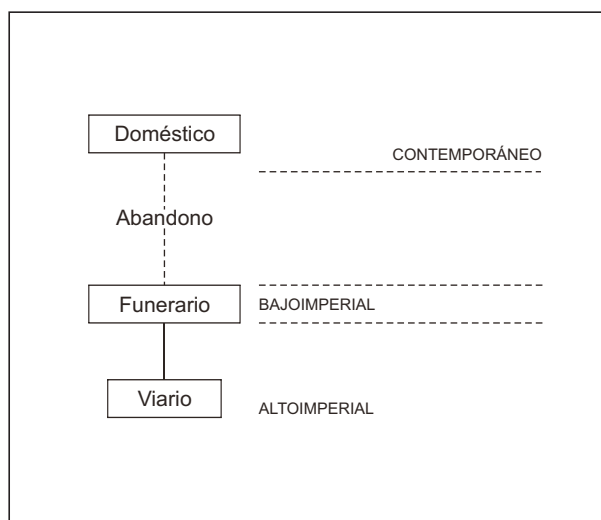 Doméstico
CONTEMPORÁNEO
Abandono
Funerario
BAJOIMPERIAL
Viario
ALTOIMPERIAL